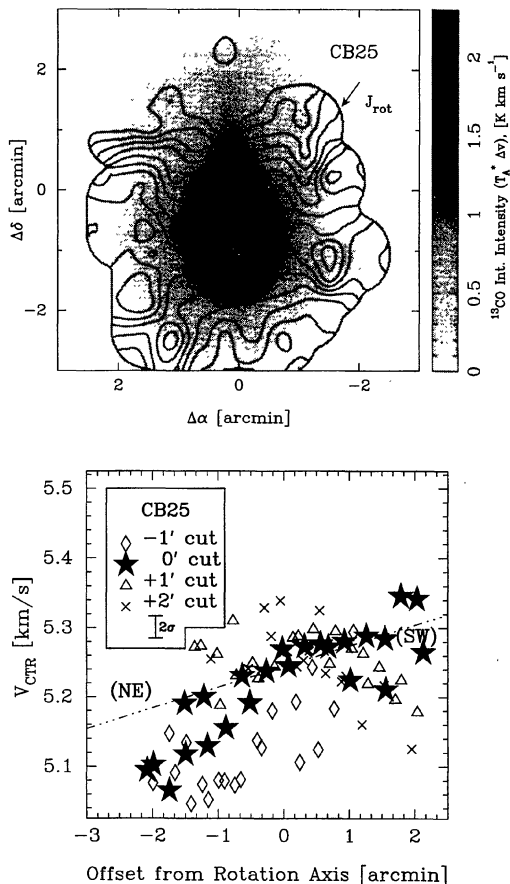 CB25
J_rot
2
0
−2
Δδ [arcmin]
2
0
−2
Δα [arcmin]
0
0.5
1
1.5
2
¹³CO Int. Intensity (T_A^* Δv), [K km s⁻¹]
5.5
5.4
5.3
5.2
5.1
V_CTR [km/s]
CB25
−1' cut
0' cut
+1' cut
+2' cut
2σ
(NE)
(SW)
−3
−2
−1
0
1
2
Offset from Rotation Axis [arcmin]